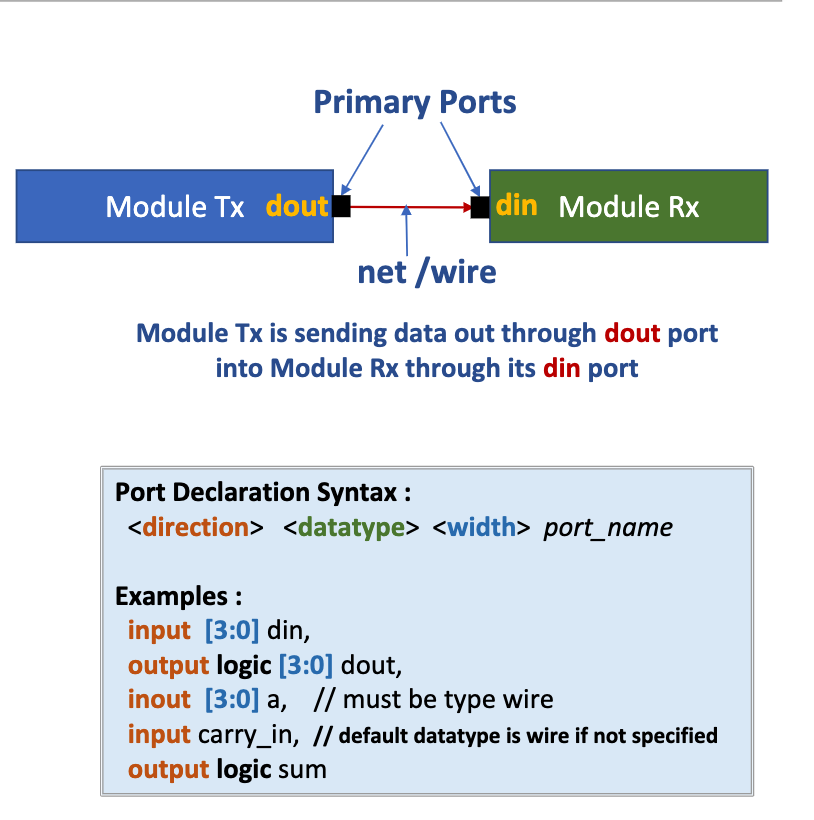 Primary Ports
Module Tx dout din Module Rx
net /wire
Module Tx is sending data out through dout port
into Module Rx through its din port
Port Declaration Syntax :
<direction> <datatype> <width> port_name
Examples :
input [3:0] din,
output logic [3:0] dout,
inout [3:0] a, // must be type wire
input carry_in, // default datatype is wire if not specified
output logic sum